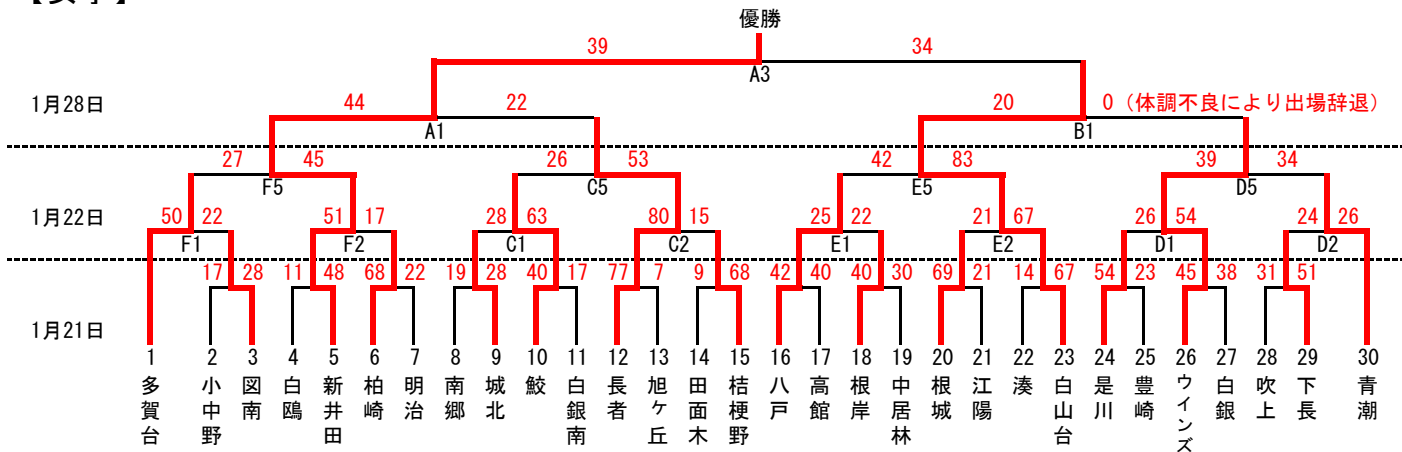 優勝
39 34
A3
1月28日 44 22 20 0（体調不良により出場辞退）
A1 B1
27 45 26 53 42 83 39 34
F5 C5 E5 D5
1月22日 50 22 51 17 28 63 80 15 25 22 21 67 26 54 24 26
F1 F2 C1 C2 E1 E2 D1 D2
17 28 11 48 68 22 19 28 40 17 77 7 9 68 42 40 40 30 69 21 14 67 54 23 45 38 31 51
1月21日
1 2 3 4 5 6 7 8 9 10 11 12 13 14 15 16 17 18 19 20 21 22 23 24 25 26 27 28 29 30
多賀台 小中野 図南 白鴎 新井田 柏崎 明治 南郷 城北 鮫 白銀南 長者 旭ヶ丘 田面木 桔梗野 八戸 高館 根岸 中居林 根城 江陽 湊 白山台 是川 豊崎 ウインズ 白銀 吹上 下長 青潮